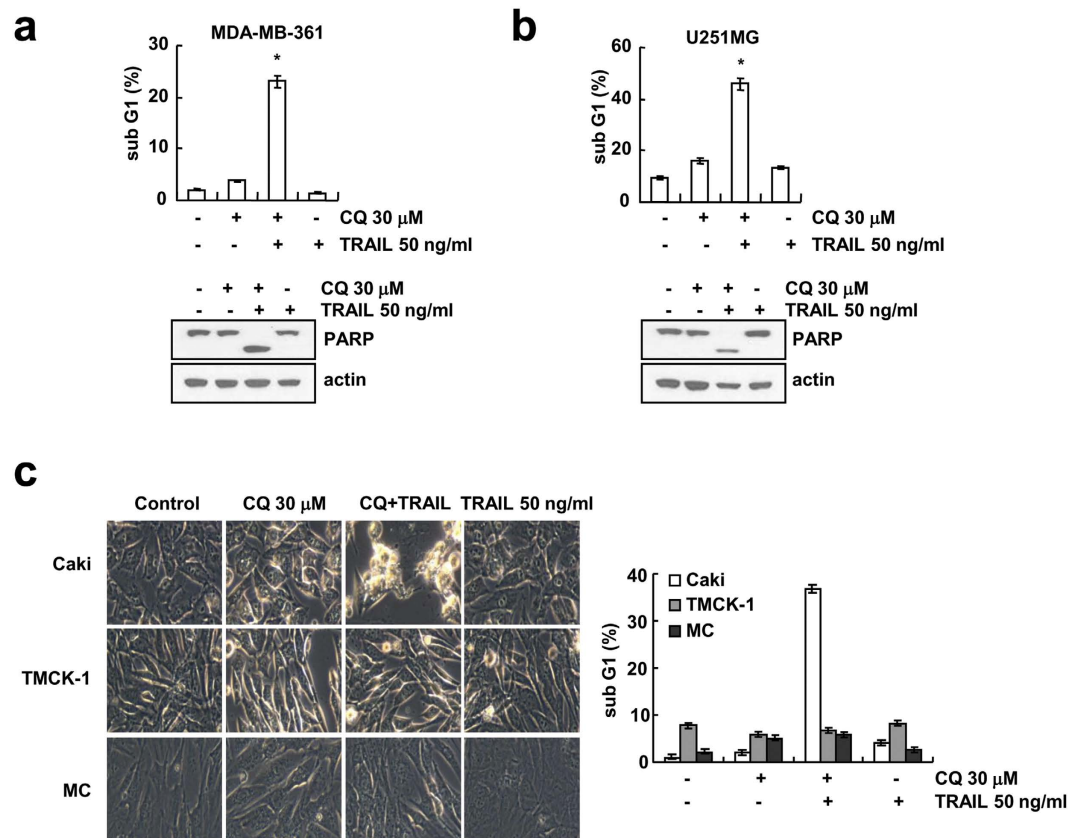 a
MDA-MB-361
sub G1 (%)
30
20
10
0
- + + - CQ 30 μM
- - + + TRAIL 50 ng/ml
- + + - CQ 30 μM
- - + + TRAIL 50 ng/ml
PARP
actin
*
b
U251MG
sub G1 (%)
60
40
20
0
*
- + + - CQ 30 μM
- - + + TRAIL 50 ng/ml
- + + - CQ 30 μM
- - + + TRAIL 50 ng/ml
PARP
actin
c
Control CQ 30 μM CQ+TRAIL TRAIL 50 ng/ml
Caki
TMCK-1
MC
sub G1 (%)
40
30
20
10
0
Caki
TMCK-1
MC
- + + - CQ 30 μM
- - + + TRAIL 50 ng/ml